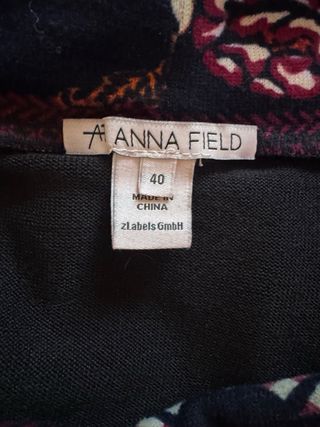 ANNA FIELD
40
MADE IN
CHINA
zLabels GmbH